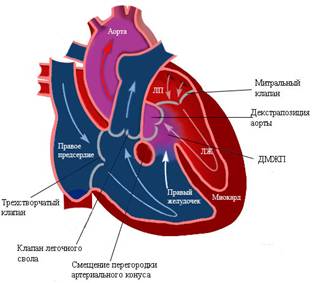 Аорта
ЛП
Митральный
клапан
Декстрапозиция
аорты
Правое
предсердие
ЛЖ
ДМЖП
Правый
желудочек
Миокард
Трехстворчатый
клапан
Клапан легочного
свола
Смещение перегородки
артериального конуса